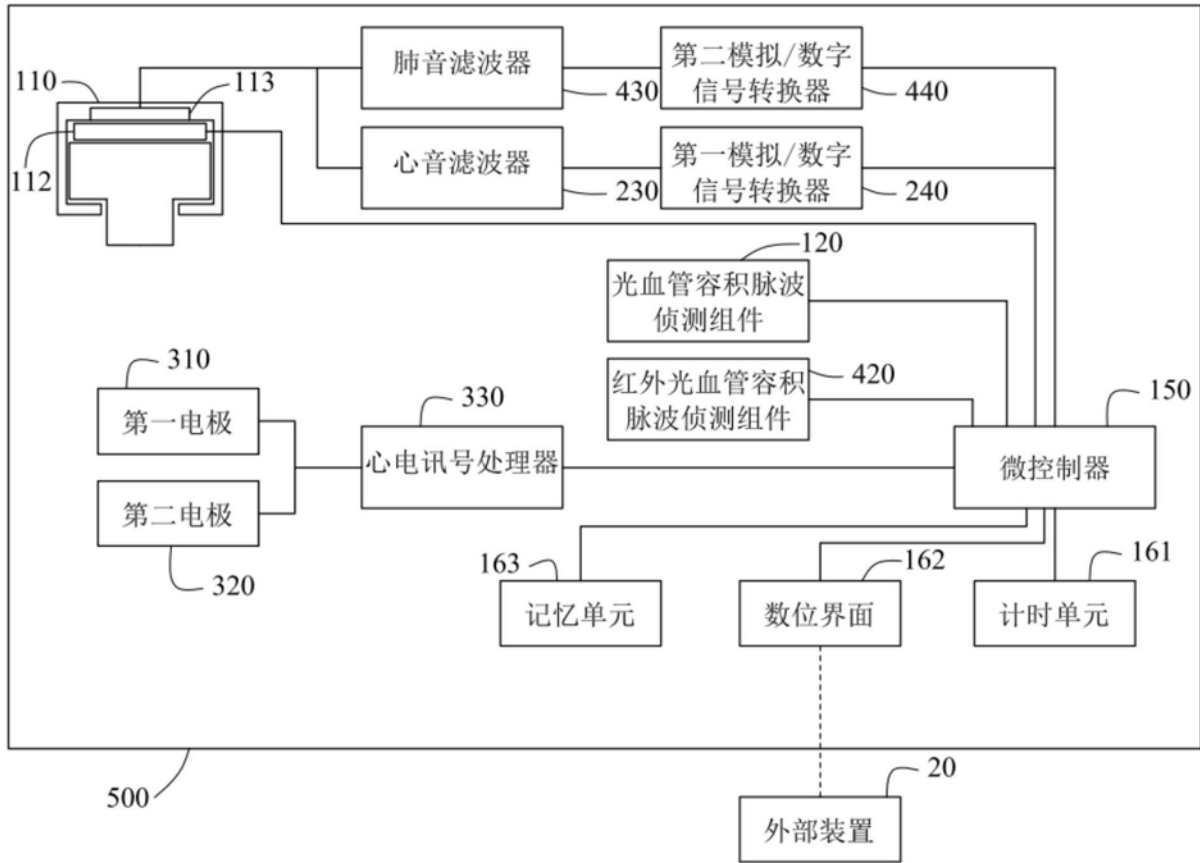 肺音滤波器
430
第二模拟/数字
信号转换器
440
110
113
112
心音滤波器
230
第一模拟/数字
信号转换器
240
120
光血管容积脉波
侦测组件
310
第一电极
330
心电讯号处理器
红外光血管容积
脉波侦测组件
420
150
微控制器
第二电极
320
163
记忆单元
162
数位界面
161
计时单元
500
20
外部装置